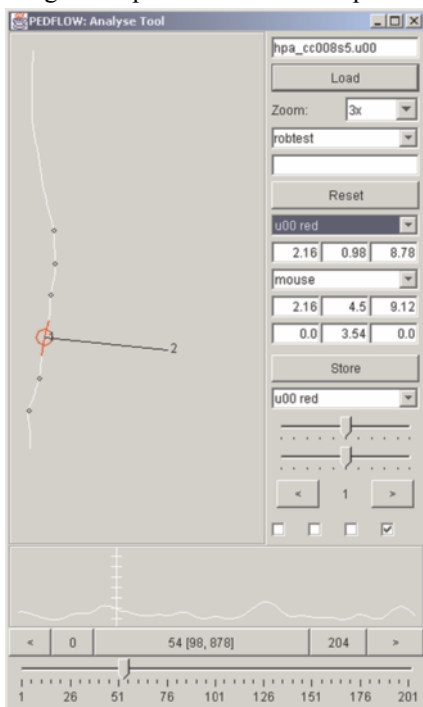 PEDFLOW: Analyse Tool
hpa_cc008s5.u00
Load
Zoom: 3x
robtest
Reset
u00 red
2.16 0.98 8.78
mouse
2.16 4.5 9.12
0.0 3.54 0.0
Store
u00 red
< 1 >
2
< 0 54 [98, 878] 204 >
1 26 51 76 101 126 151 176 201